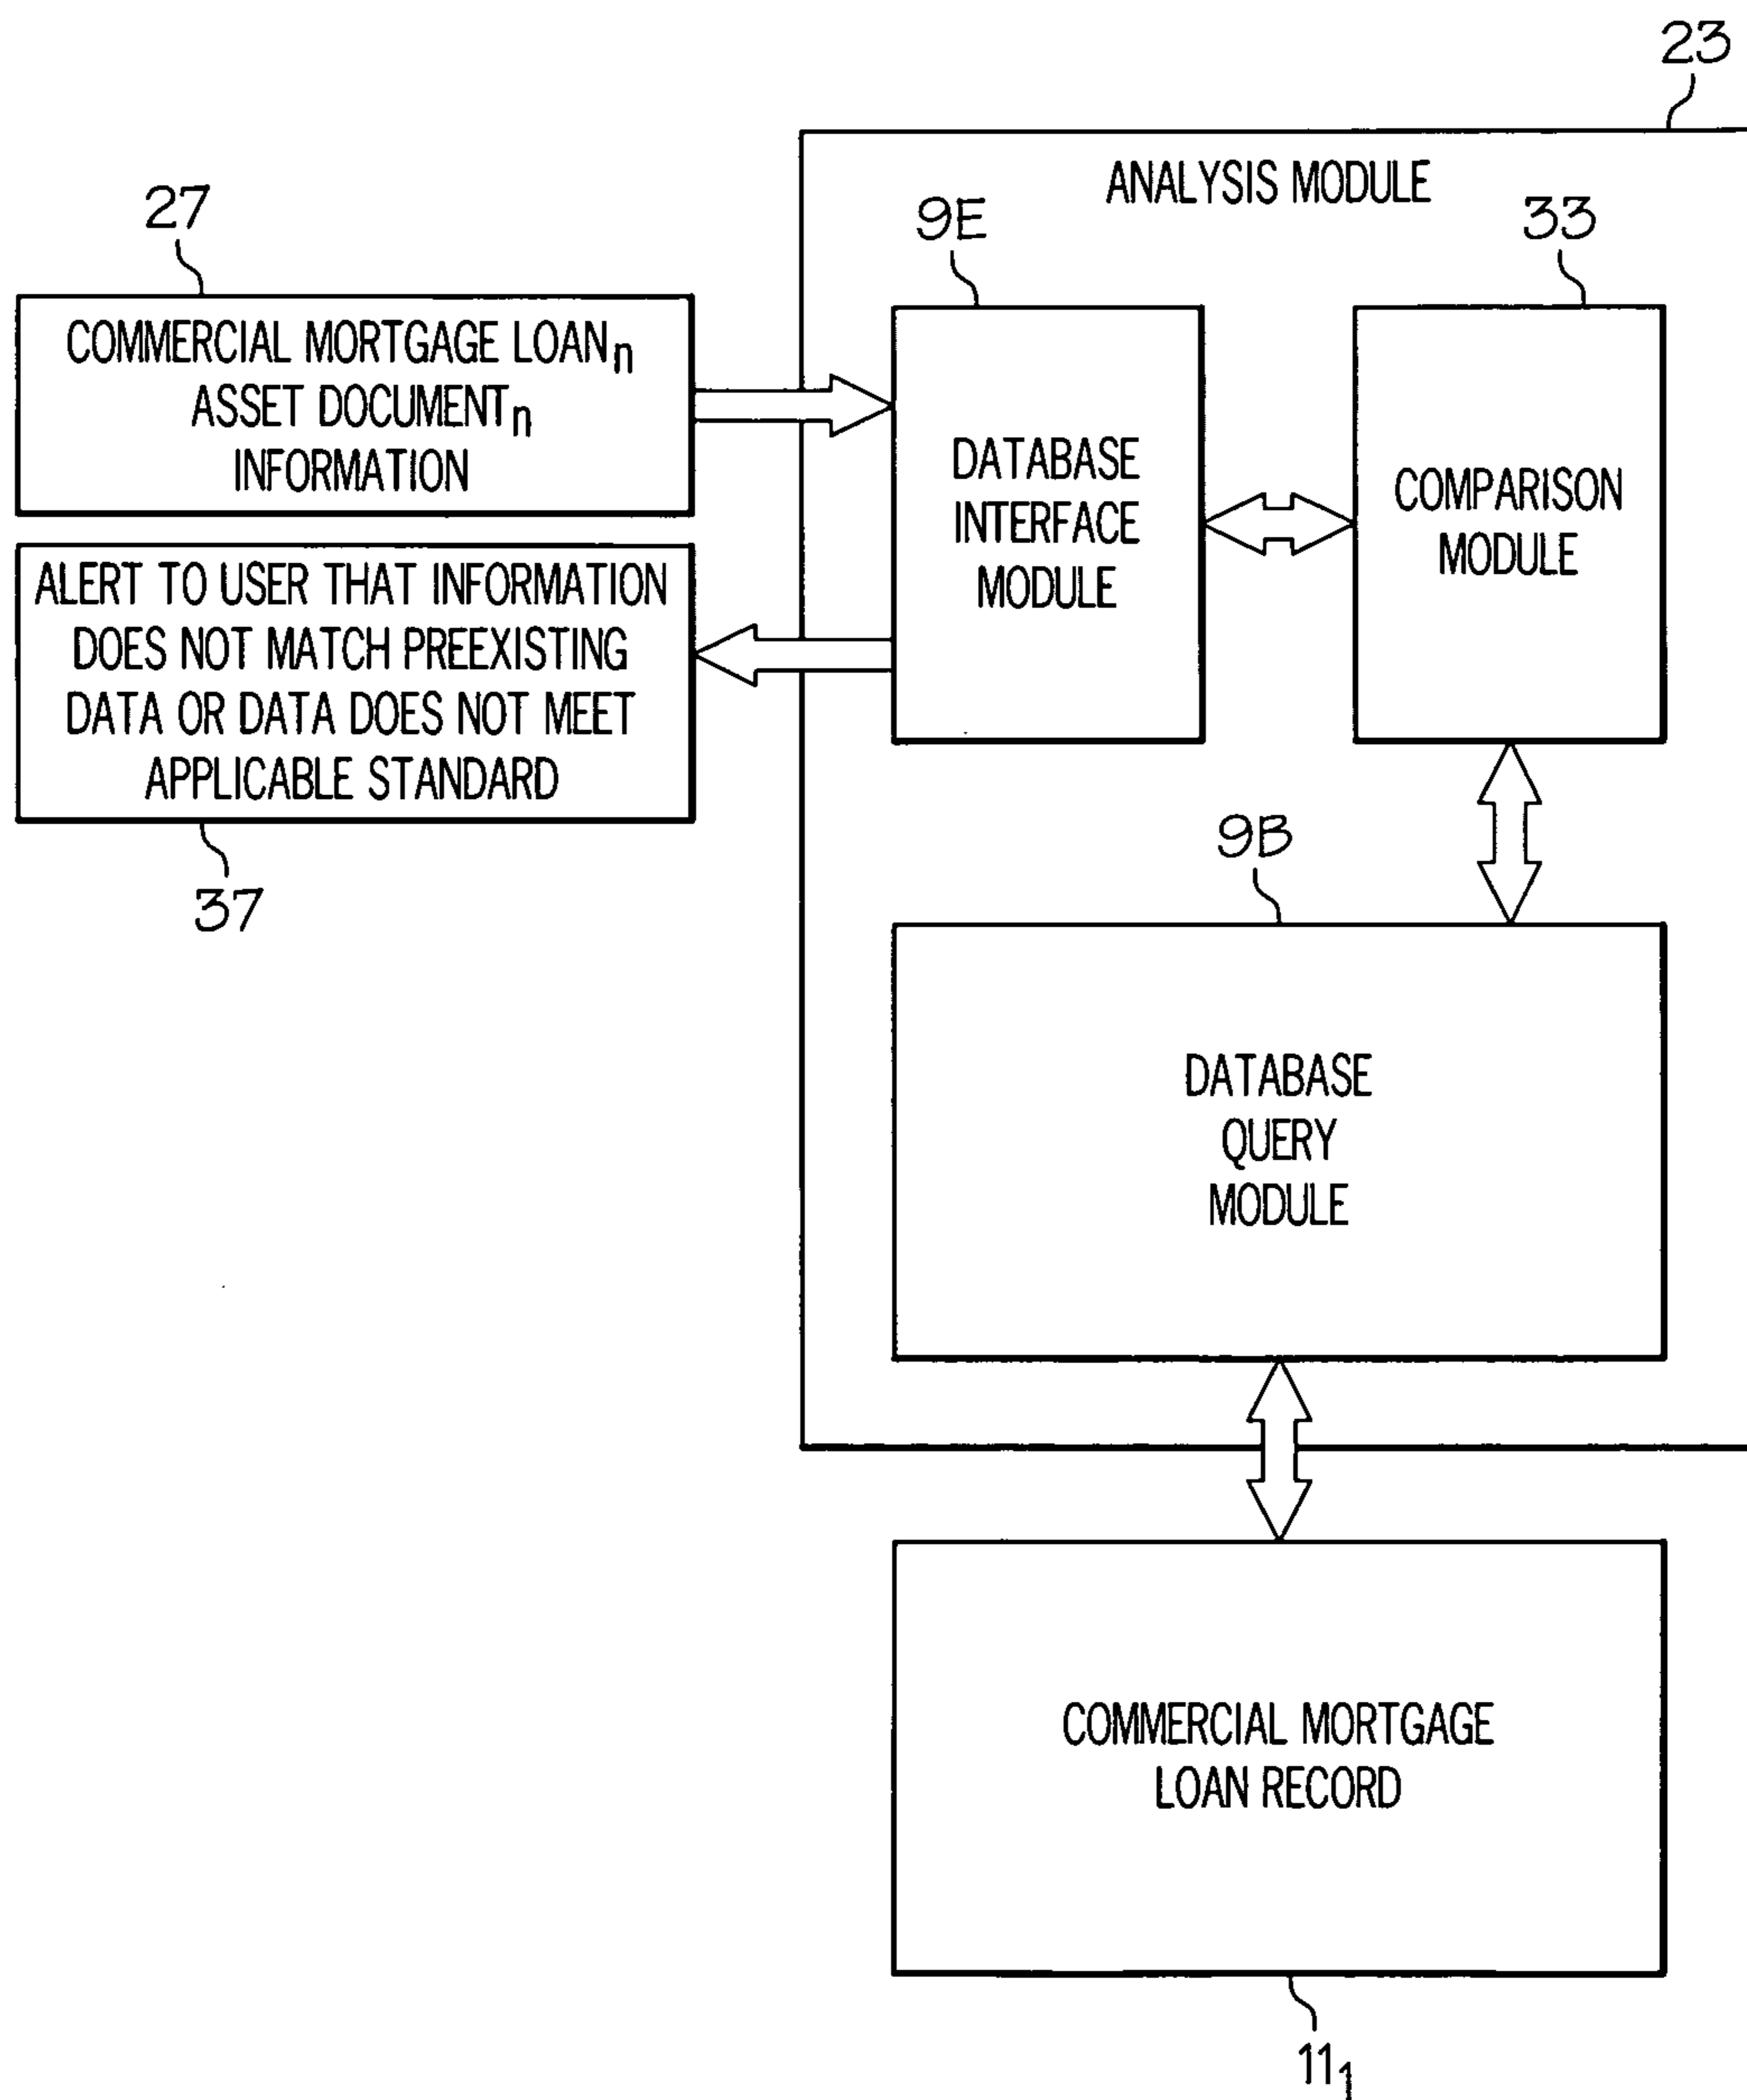 23
ANALYSIS MODULE
27
9E
33
COMMERCIAL MORTGAGE LOANn
ASSET DOCUMENTn
INFORMATION
DATABASE
INTERFACE
MODULE
COMPARISON
MODULE
ALERT TO USER THAT INFORMATION
DOES NOT MATCH PREEXISTING
DATA OR DATA DOES NOT MEET
APPLICABLE STANDARD
37
9B
DATABASE
QUERY
MODULE
COMMERCIAL MORTGAGE
LOAN RECORD
11₁